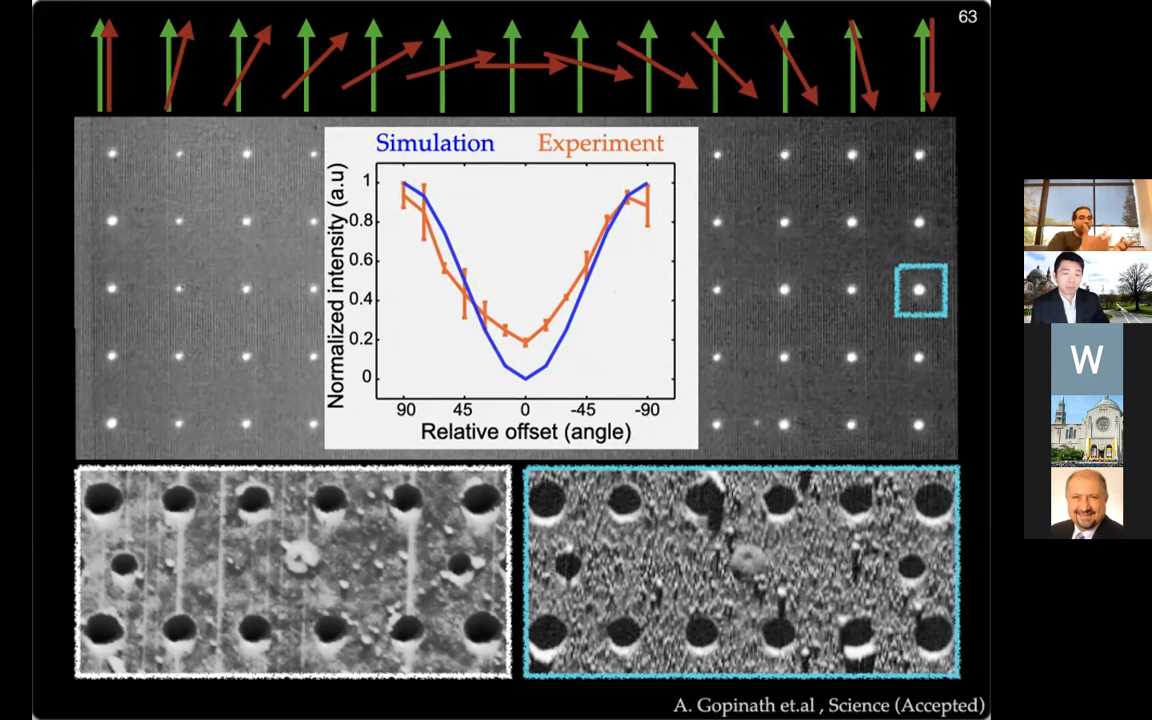 63
Simulation Experiment
Normalized intensity (a.u)
1
0.8
0.6
0.4
0.2
0
90 45 0 -45 -90
Relative offset (angle)
W
A. Gopinath et.al , Science (Accepted)